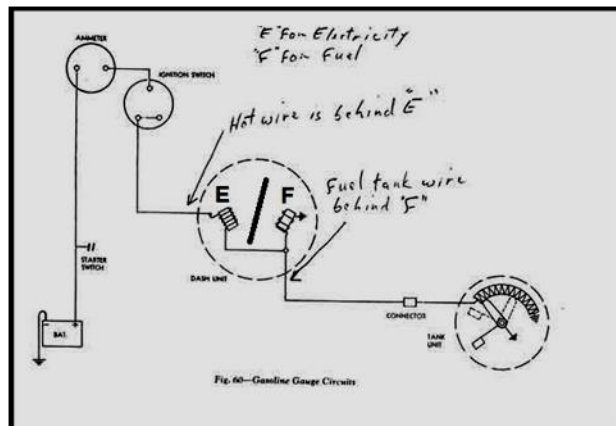 "E" for Electricity
"F" for Fuel
AMMETER
IGNITION SWITCH
Hot wire is behind "E"
Fuel tank wire
behind "F"
E
F
DASH UNIT
STARTER
SWITCH
BAT.
- +
CONNECTOR
TANK
UNIT
Fig. 60—Gasoline Gauge Circuits